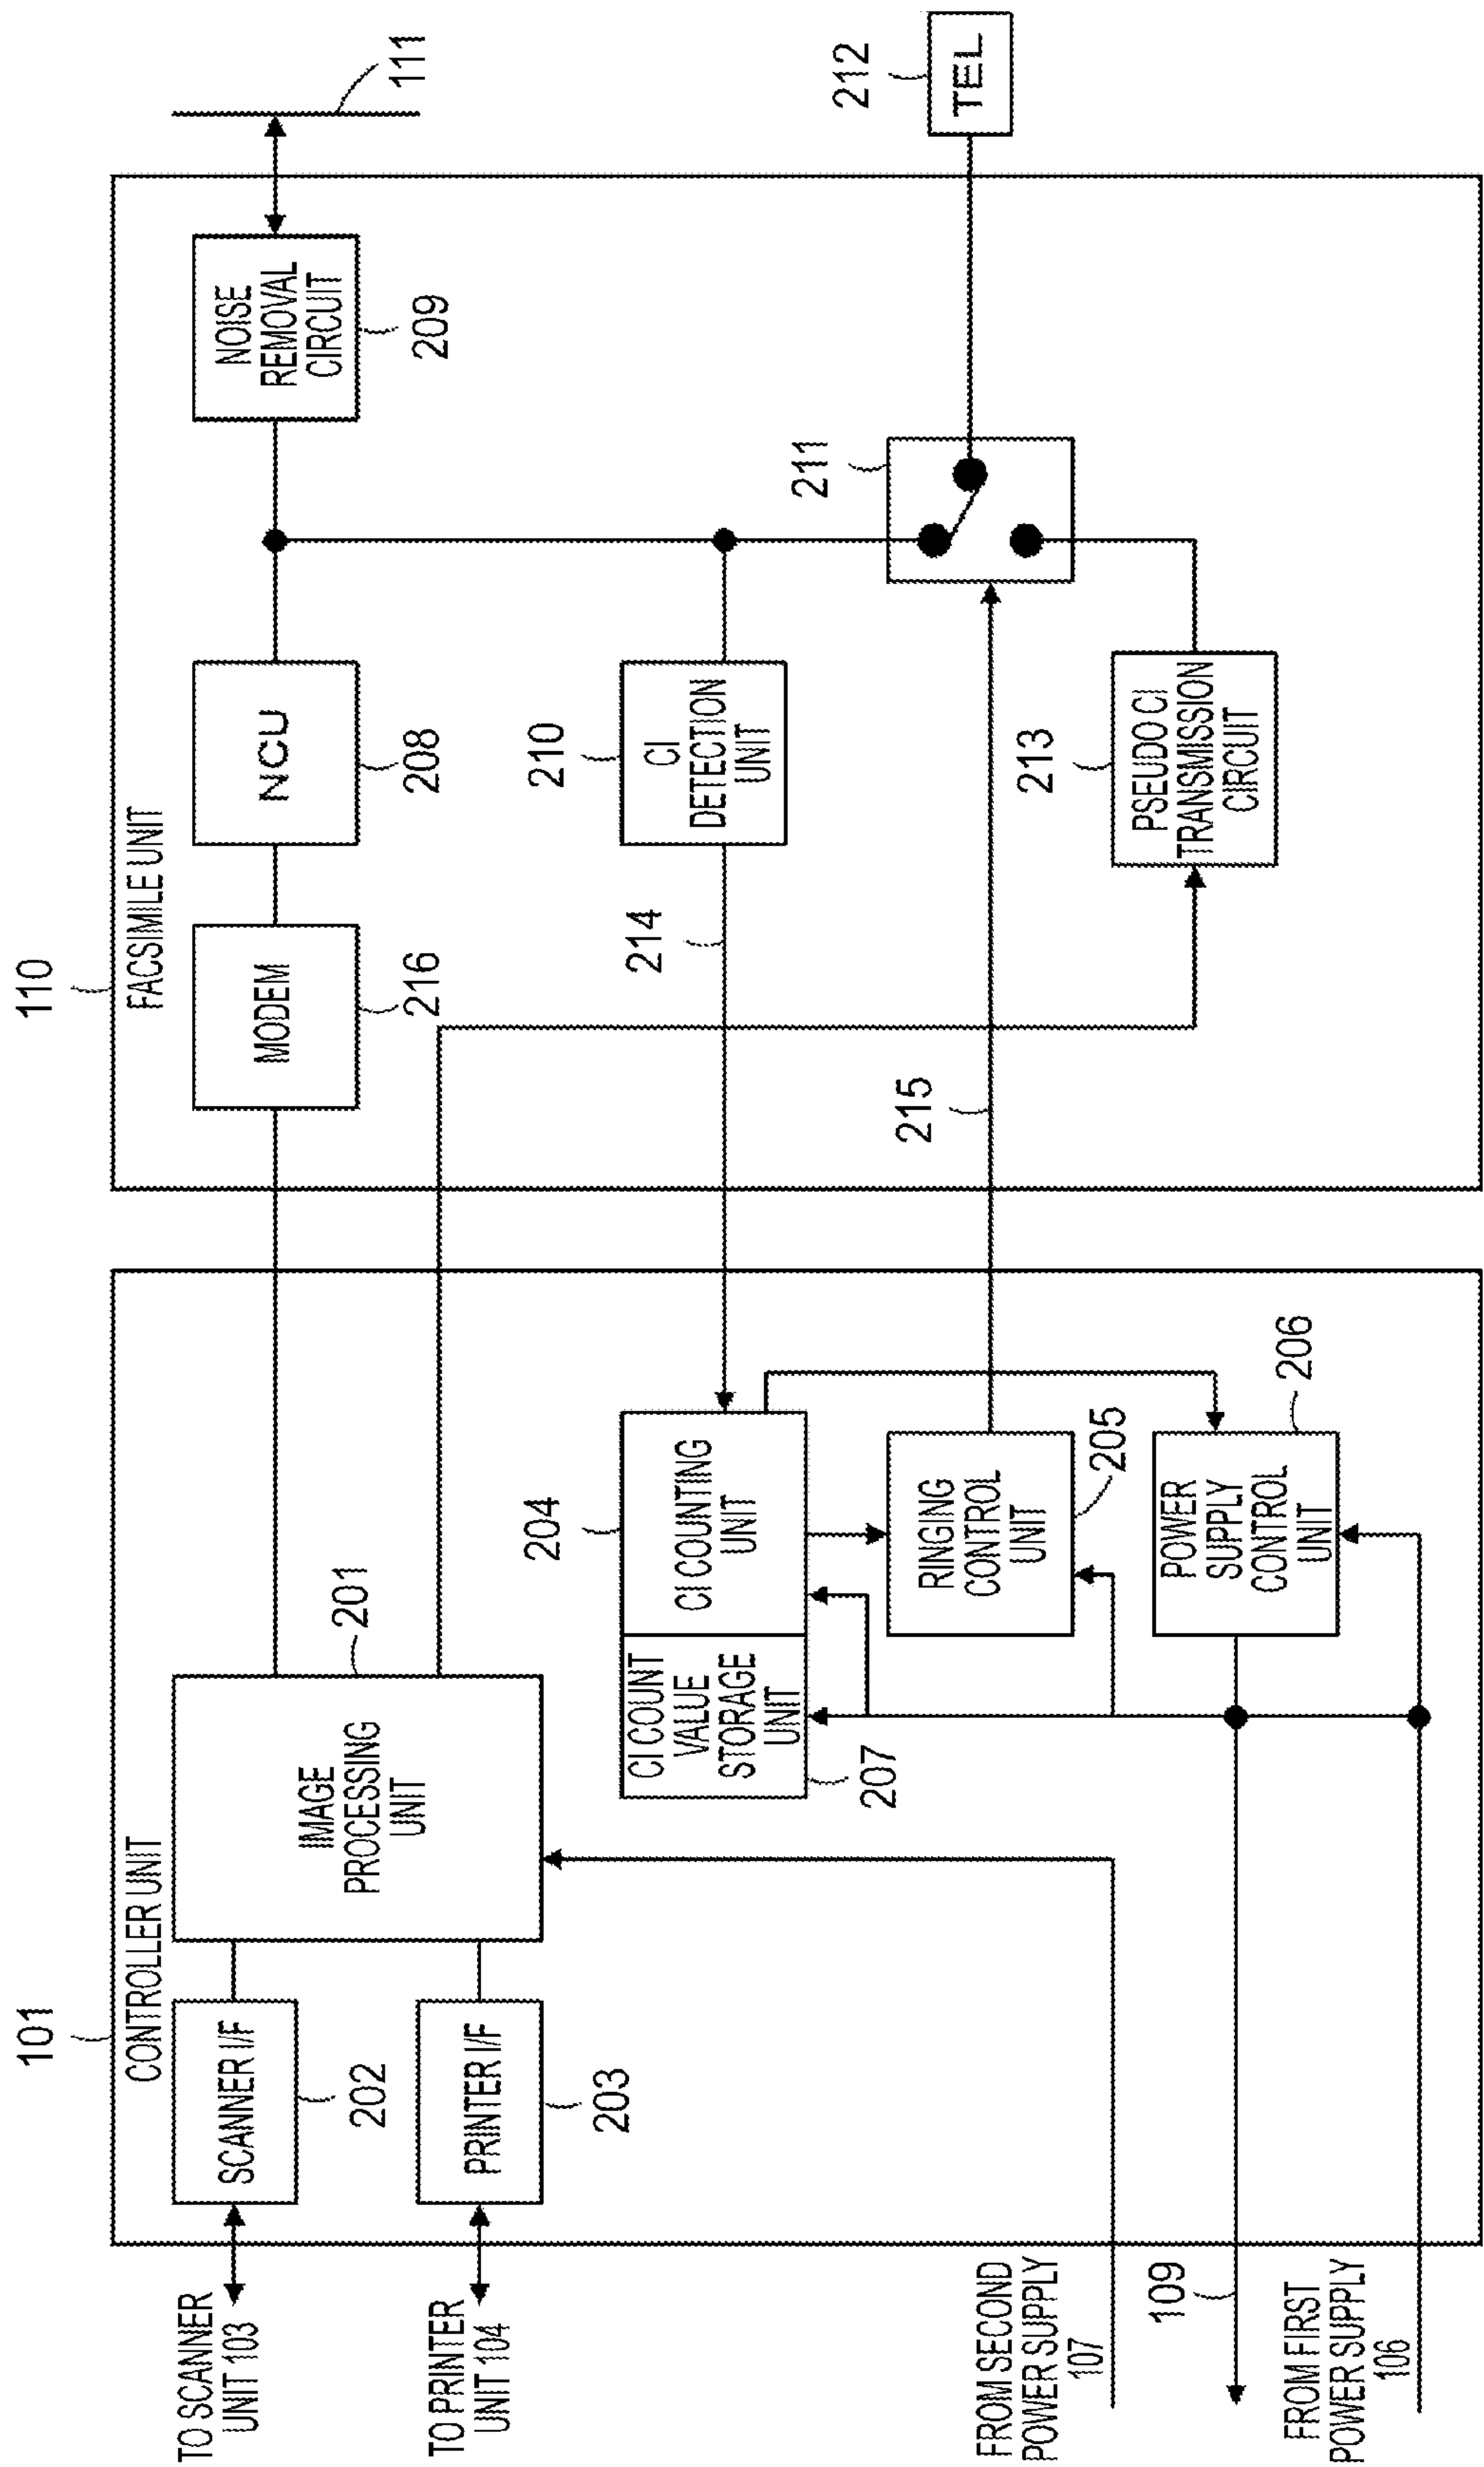 101
CONTROLLER UNIT
TO SCANNER
UNIT 103
SCANNER I/F
202
TO PRINTER
UNIT 104
PRINTER I/F
203
IMAGE
PROCESSING
UNIT
201
CI COUNT
VALUE
STORAGE
UNIT
207
204
CI COUNTING
UNIT
RINGING
CONTROL
UNIT
205
POWER
SUPPLY
CONTROL
UNIT
206
FROM SECOND
POWER SUPPLY
107
109
FROM FIRST
POWER SUPPLY
106
110
FACSIMILE UNIT
MODEM
216
NCU
208
NOISE
REMOVAL
CIRCUIT
209
111
214
210
CI
DETECTION
UNIT
215
211
212
TEL
213
PSEUDO CI
TRANSMISSION
CIRCUIT